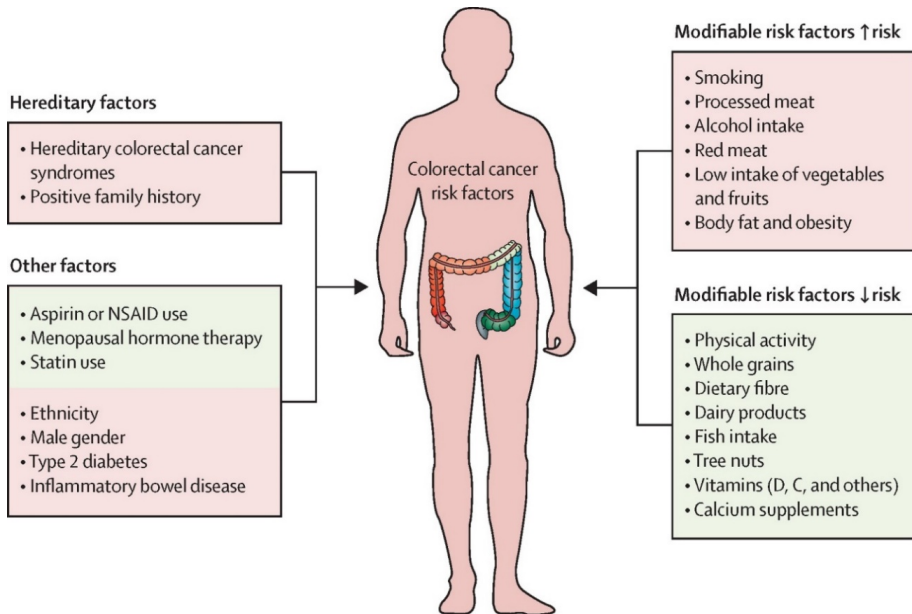 Hereditary factors
• Hereditary colorectal cancer
syndromes
• Positive family history
Other factors
• Aspirin or NSAID use
• Menopausal hormone therapy
• Statin use
• Ethnicity
• Male gender
• Type 2 diabetes
• Inflammatory bowel disease
Colorectal cancer
risk factors
Modifiable risk factors ↑risk
• Smoking
• Processed meat
• Alcohol intake
• Red meat
• Low intake of vegetables
and fruits
• Body fat and obesity
Modifiable risk factors ↓risk
• Physical activity
• Whole grains
• Dietary fibre
• Dairy products
• Fish intake
• Tree nuts
• Vitamins (D, C, and others)
• Calcium supplements